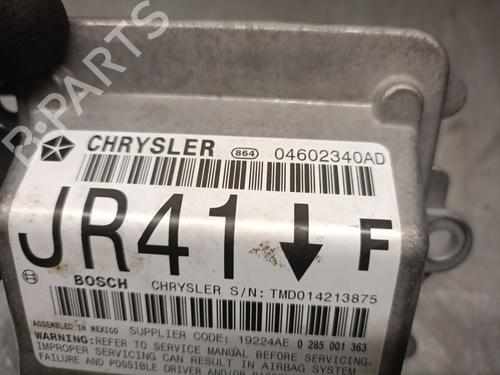 R-PARTS
CHRYSLER 864 04602340AD
JR41 F
BOSCH CHRYSLER S/N: TMD014213875
ASSEMBLED IN MEXICO SUPPLIER CODE: 19224AE 0 285 001 363
WARNING:REFER TO SERVICE MANUAL BEFORE SERVICING.
IMPROPER SERVICING CAN RESULT IN AIRBAG SYSTEM
FAILURE AND POSSIBLE DRIVER AND/OR